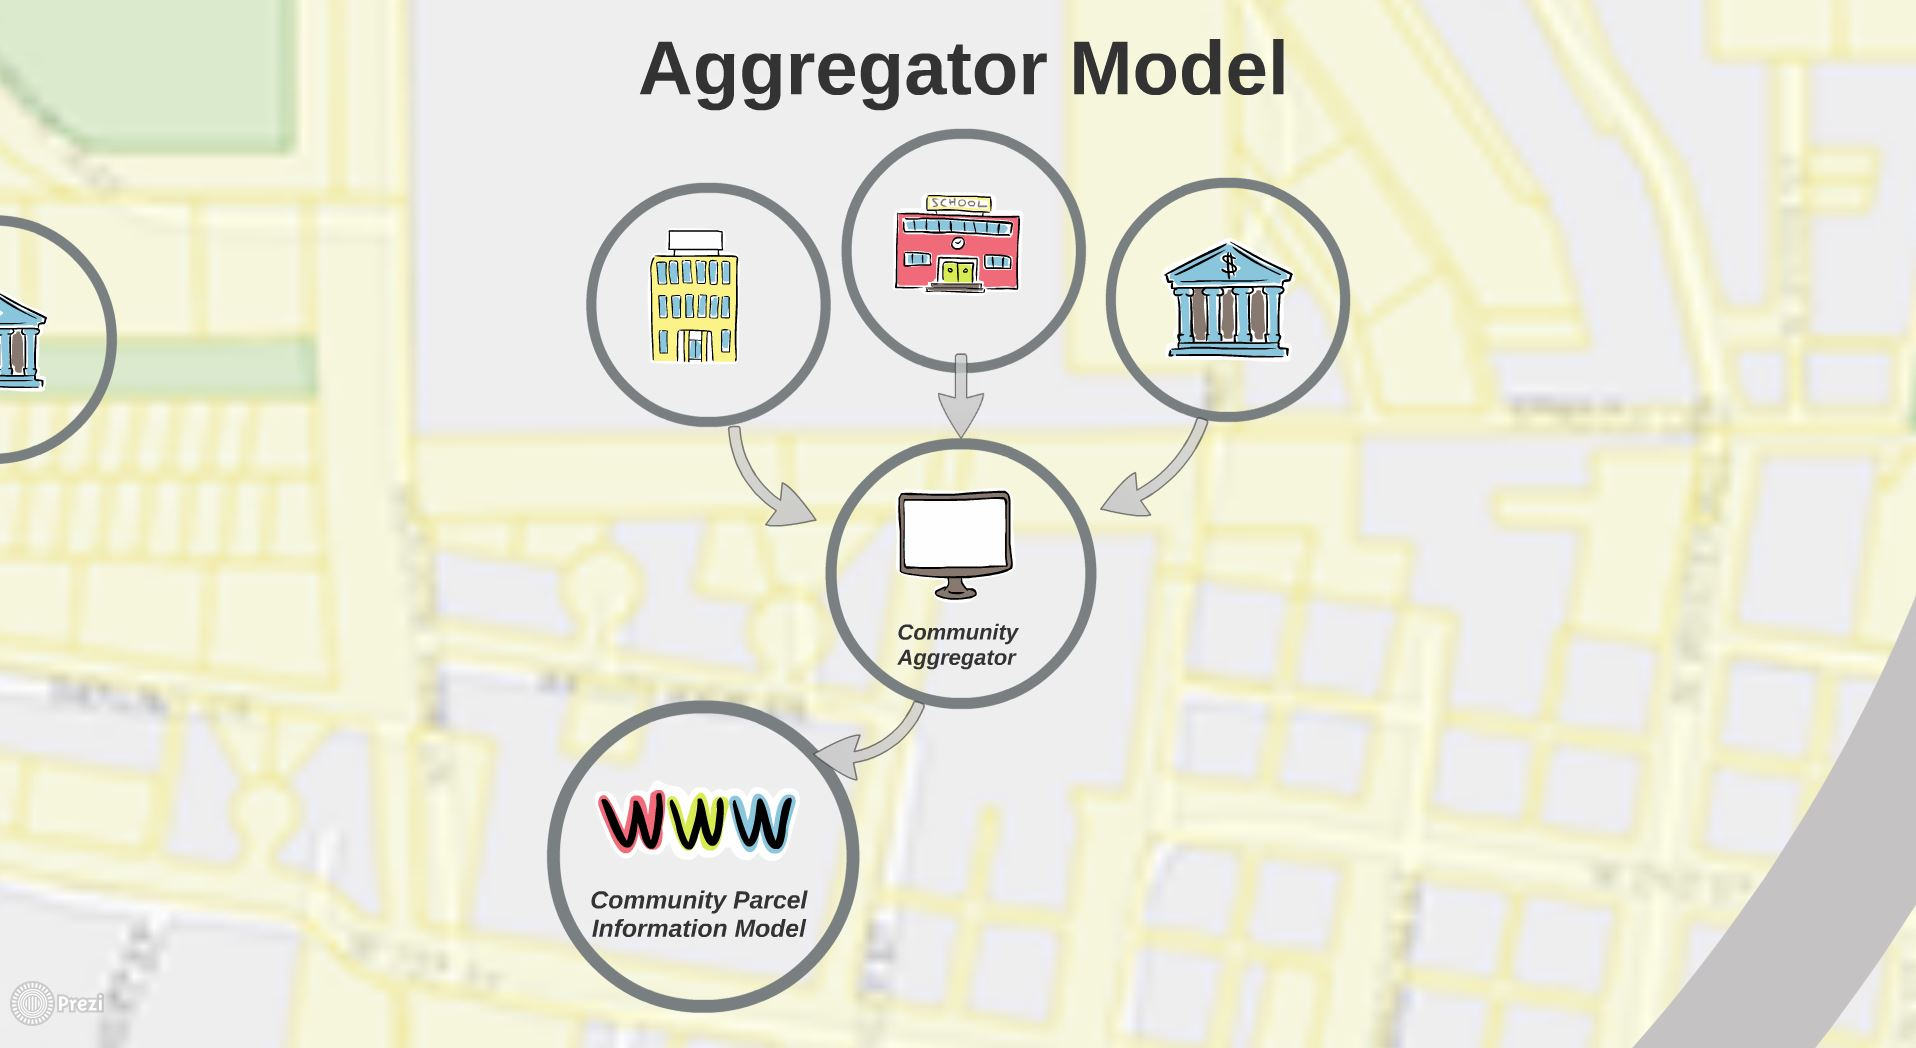 Aggregator Model
SCHOOL
$
Community
Aggregator
WWW
Community Parcel
Information Model
Prezi